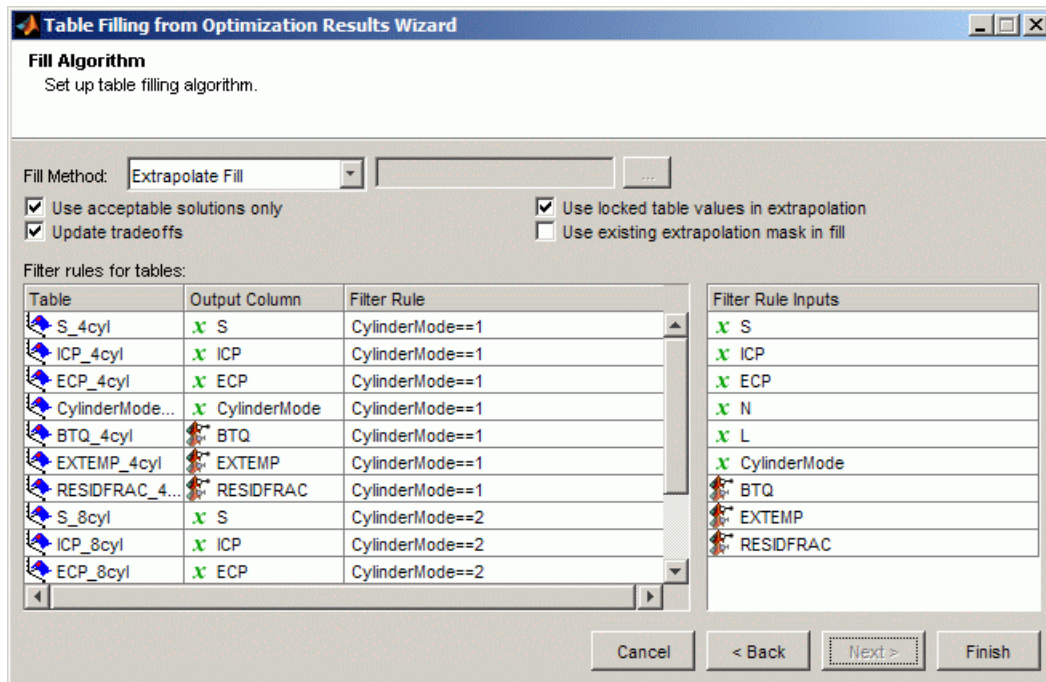 Table Filling from Optimization Results Wizard
Fill Algorithm
Set up table filling algorithm.
Fill Method: Extrapolate Fill ...
Use acceptable solutions only Use locked table values in extrapolation
Update tradeoffs Use existing extrapolation mask in fill
Filter rules for tables:
Table Output Column Filter Rule Filter Rule Inputs
S_4cyl x S CylinderMode==1 x S
ICP_4cyl x ICP CylinderMode==1 x ICP
ECP_4cyl x ECP CylinderMode==1 x ECP
CylinderMode... x CylinderMode CylinderMode==1 x N
BTQ_4cyl BTQ CylinderMode==1 x L
EXTEMP_4cyl EXTEMP CylinderMode==1 x CylinderMode
RESIDFRAC_4... RESIDFRAC CylinderMode==1 BTQ
S_8cyl x S CylinderMode==2 EXTEMP
ICP_8cyl x ICP CylinderMode==2 RESIDFRAC
ECP_8cyl x ECP CylinderMode==2
Cancel < Back Next > Finish